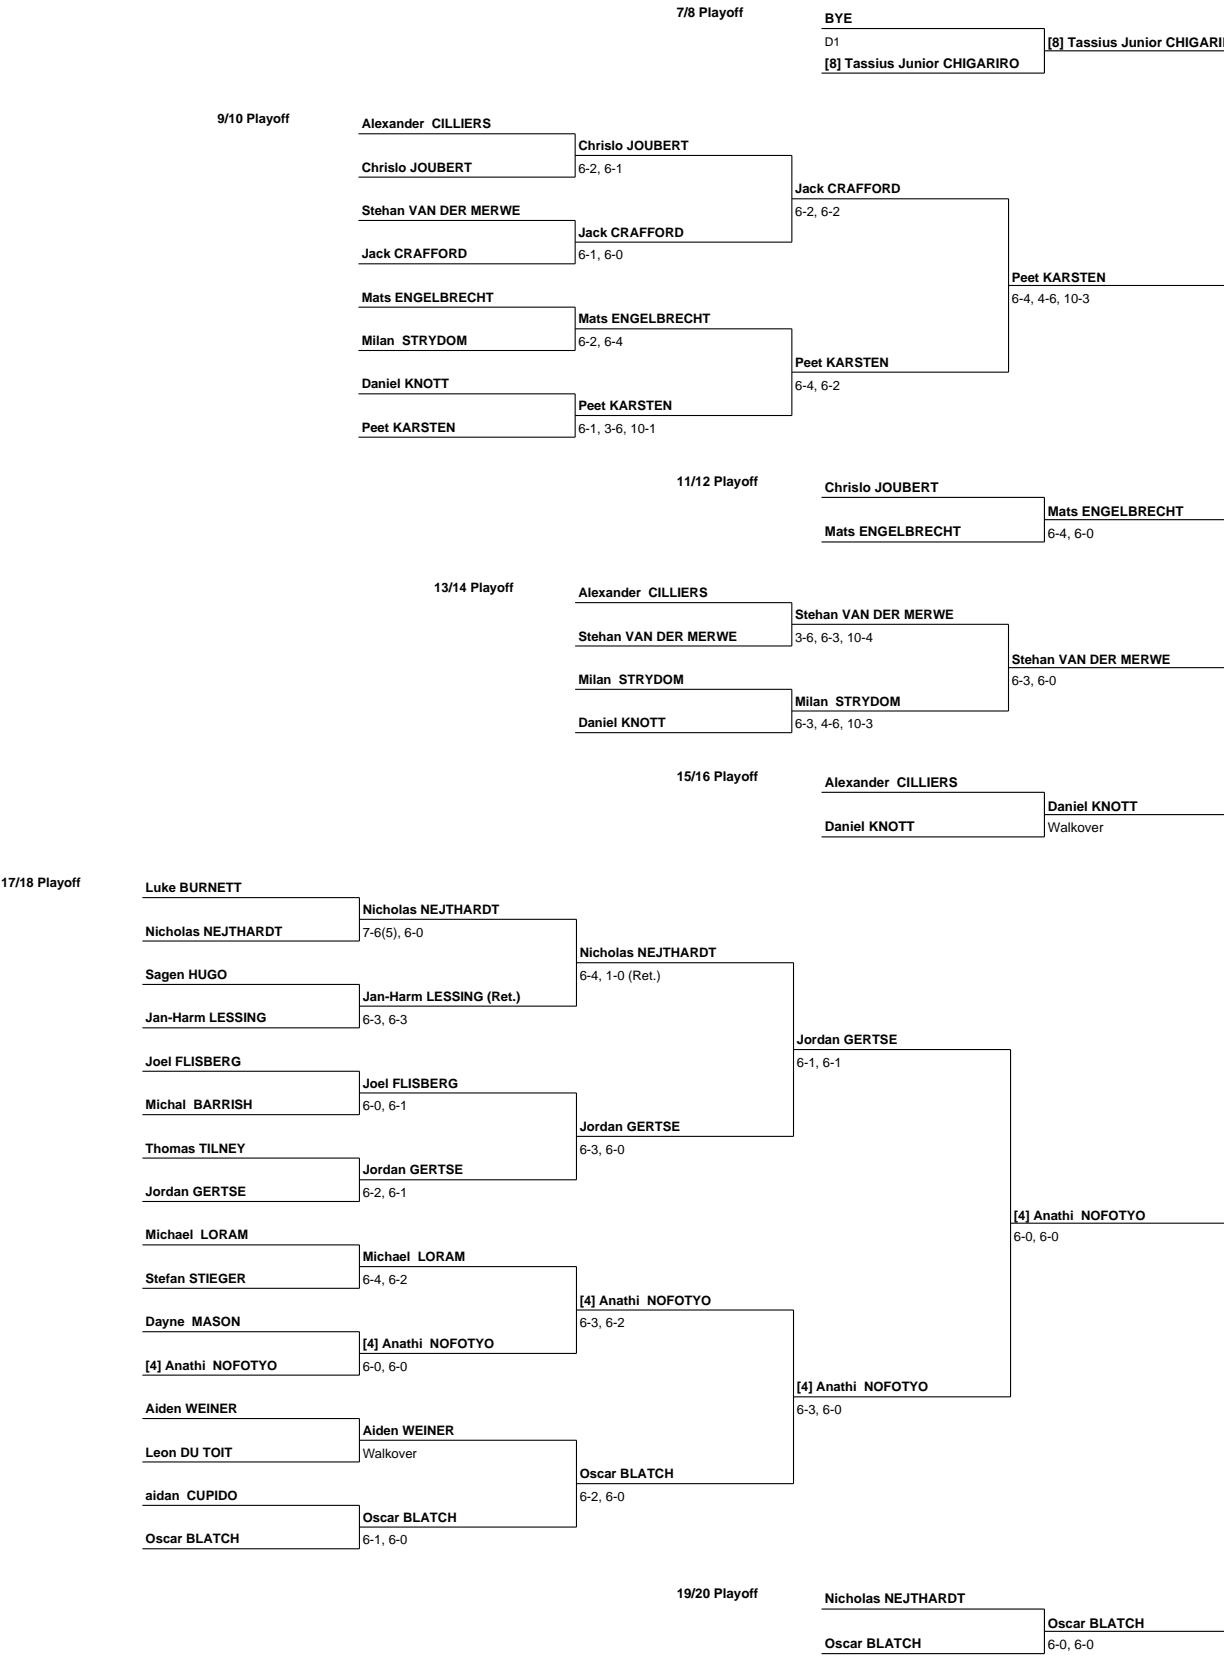 7/8 Playoff
BYE
D1
[8] Tassius Junior CHIGARI
[8] Tassius Junior CHIGARIRO
9/10 Playoff
Alexander CILLIERS
Chrislo JOUBERT
Chrislo JOUBERT
6-2, 6-1
Jack CRAFFORD
Stehan VAN DER MERWE
6-2, 6-2
Jack CRAFFORD
Jack CRAFFORD
6-1, 6-0
Peet KARSTEN
Mats ENGELBRECHT
6-4, 4-6, 10-3
Mats ENGELBRECHT
Milan STRYDOM
6-2, 6-4
Peet KARSTEN
Daniel KNOTT
6-4, 6-2
Peet KARSTEN
Peet KARSTEN
6-1, 3-6, 10-1
11/12 Playoff
Chrislo JOUBERT
Mats ENGELBRECHT
Mats ENGELBRECHT
6-4, 6-0
13/14 Playoff
Alexander CILLIERS
Stehan VAN DER MERWE
Stehan VAN DER MERWE
3-6, 6-3, 10-4
Stehan VAN DER MERWE
Milan STRYDOM
6-3, 6-0
Milan STRYDOM
Daniel KNOTT
6-3, 4-6, 10-3
15/16 Playoff
Alexander CILLIERS
Daniel KNOTT
Daniel KNOTT
Walkover
17/18 Playoff
Luke BURNETT
Nicholas NEJTHARDT
Nicholas NEJTHARDT
7-6(5), 6-0
Nicholas NEJTHARDT
Sagen HUGO
6-4, 1-0 (Ret.)
Jan-Harm LESSING (Ret.)
Jan-Harm LESSING
6-3, 6-3
Jordan GERTSE
Joel FLISBERG
6-1, 6-1
Joel FLISBERG
Michal BARRISH
6-0, 6-1
Jordan GERTSE
Thomas TILNEY
6-3, 6-0
Jordan GERTSE
Jordan GERTSE
6-2, 6-1
[4] Anathi NOFOTYO
Michael LORAM
6-0, 6-0
Michael LORAM
Stefan STIEGER
6-4, 6-2
[4] Anathi NOFOTYO
Dayne MASON
6-3, 6-2
[4] Anathi NOFOTYO
[4] Anathi NOFOTYO
6-0, 6-0
[4] Anathi NOFOTYO
Aiden WEINER
6-3, 6-0
Aiden WEINER
Leon DU TOIT
Walkover
Oscar BLATCH
aidan CUPIDO
6-2, 6-0
Oscar BLATCH
Oscar BLATCH
6-1, 6-0
19/20 Playoff
Nicholas NEJTHARDT
Oscar BLATCH
Oscar BLATCH
6-0, 6-0